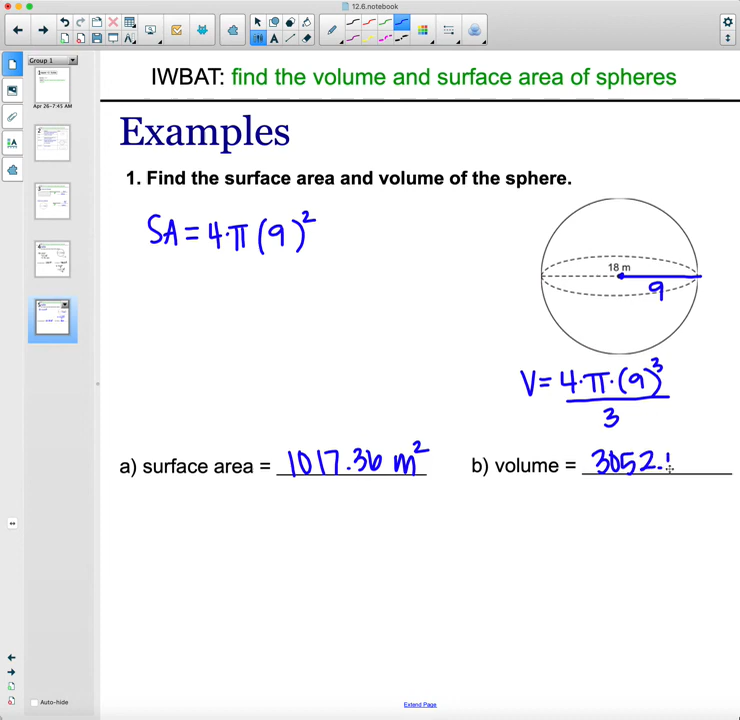 12.6.notebook
Group 1
Apr 26–7:45 AM
IWBAT: find the volume and surface area of spheres
Examples
1. Find the surface area and volume of the sphere.
SA = 4·π(9)²
18 m
9
V = 4·π·(9)³
3
a) surface area = 1017.36 m²
b) volume = 3052.
Auto-hide
Extend Page